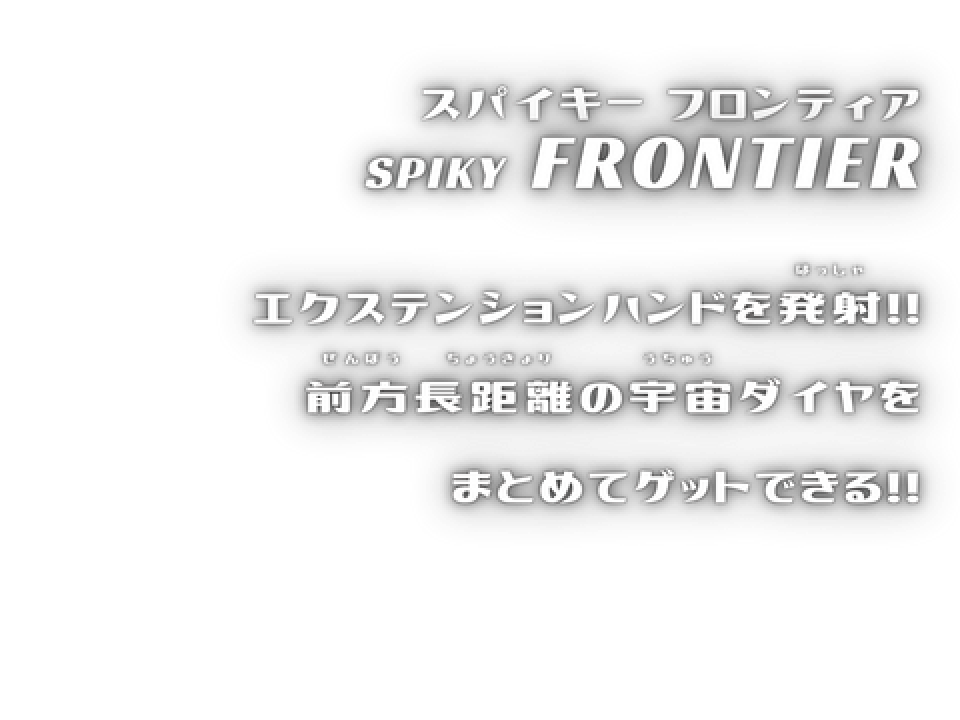 スパイキー フロンティア
SPIKY FRONTIER
はっしゃ
エクステンションハンドを発射!!
ぜんぽう ちょうきょり うちゅう
前方長距離の宇宙ダイヤを
まとめてゲットできる!!